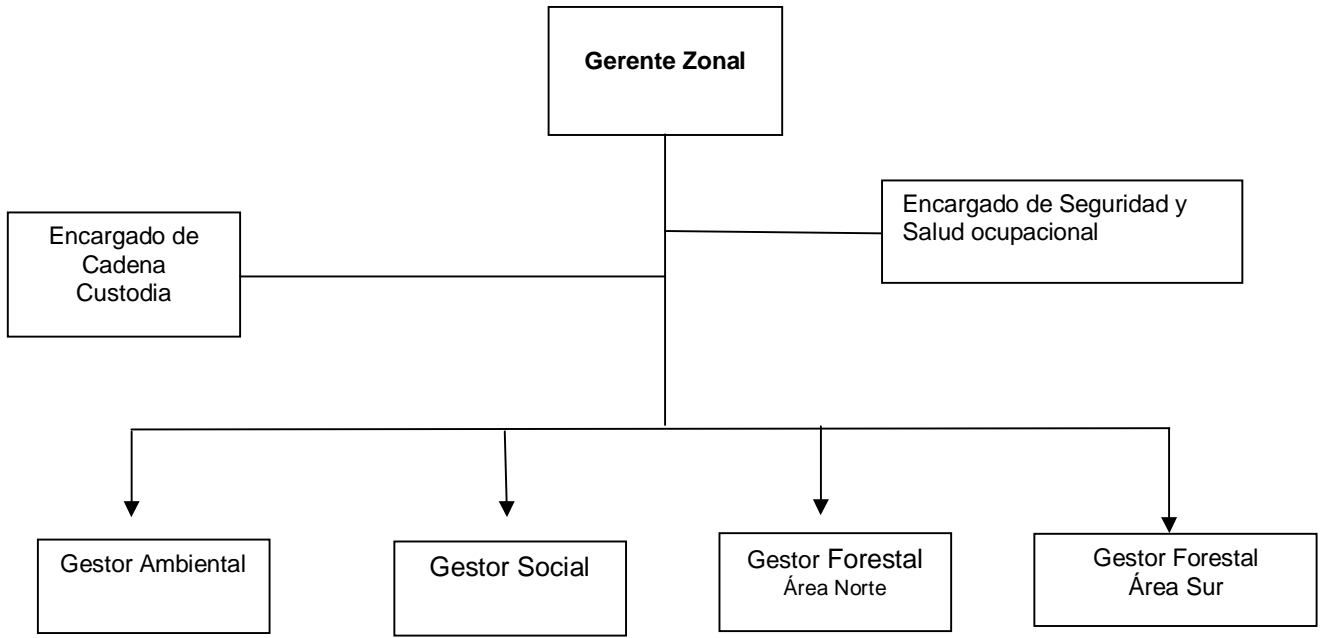 Gerente Zonal
Encargado de Seguridad y
Salud ocupacional
Encargado de
Cadena
Custodia
Gestor Ambiental
Gestor Social
Gestor Forestal
Área Norte
Gestor Forestal
Área Sur